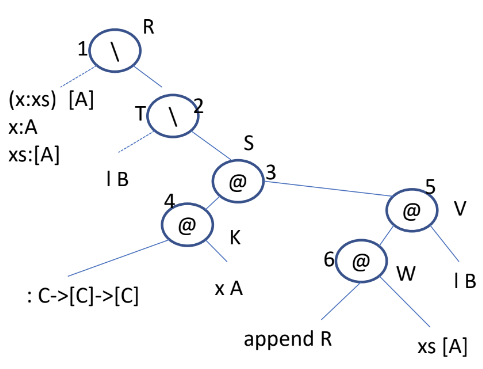 R
1 \
(x:xs) [A]
x:A
xs:[A]
T \ 2
l B
S
@ 3
4 @ K
5 @ V
: C->[C]->[C]
x A
6 @ W
l B
append R
xs [A]